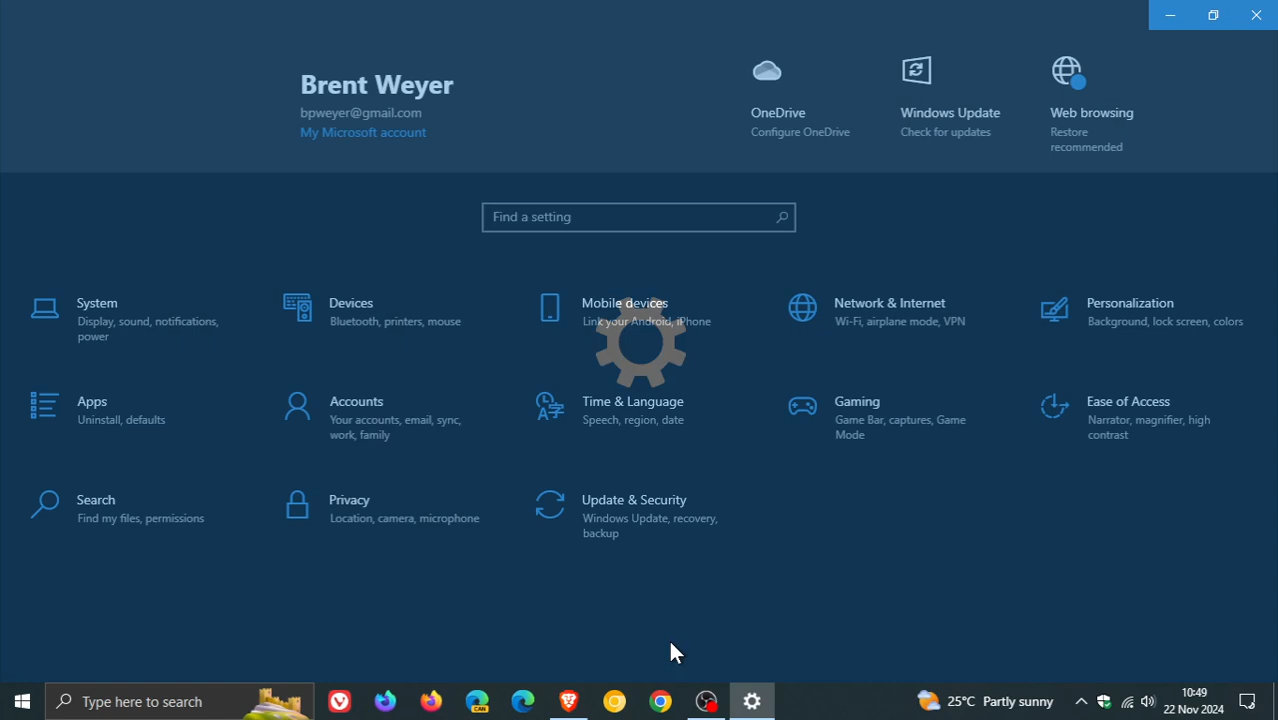 Brent Weyer
bpweyer@gmail.com
My Microsoft account
OneDrive
Configure OneDrive
Windows Update
Check for updates
Web browsing
Restore
recommended
Find a setting
System
Display, sound, notifications,
power
Devices
Bluetooth, printers, mouse
Mobile devices
Link your Android, iPhone
Network & Internet
Wi-Fi, airplane mode, VPN
Personalization
Background, lock screen, colors
Apps
Uninstall, defaults
Accounts
Your accounts, email, sync,
work, family
Time & Language
Speech, region, date
Gaming
Game Bar, captures, Game
Mode
Ease of Access
Narrator, magnifier, high
contrast
Search
Find my files, permissions
Privacy
Location, camera, microphone
Update & Security
Windows Update, recovery,
backup
Type here to search
CAN
25°C Partly sunny
10:49
22 Nov 2024